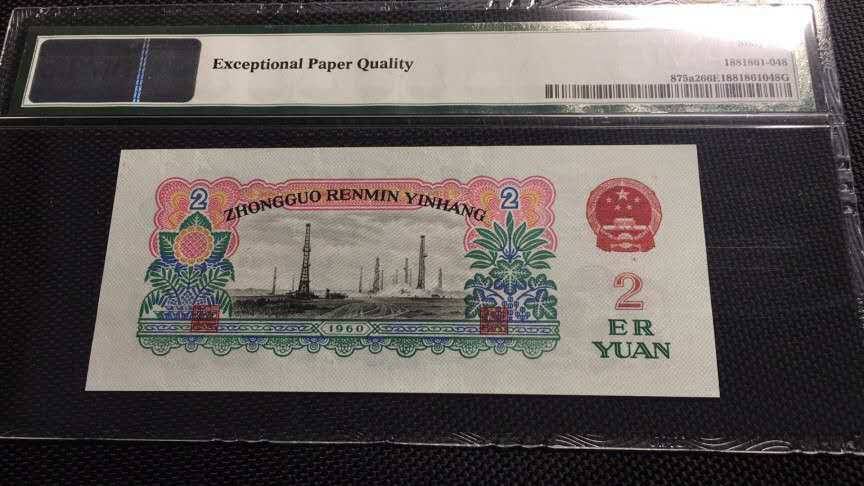 Exceptional Paper Quality
1881861-048
875a266E1881861048G
2 2
ZHONGGUO RENMIN YINHANG
1960
2
ER
YUAN